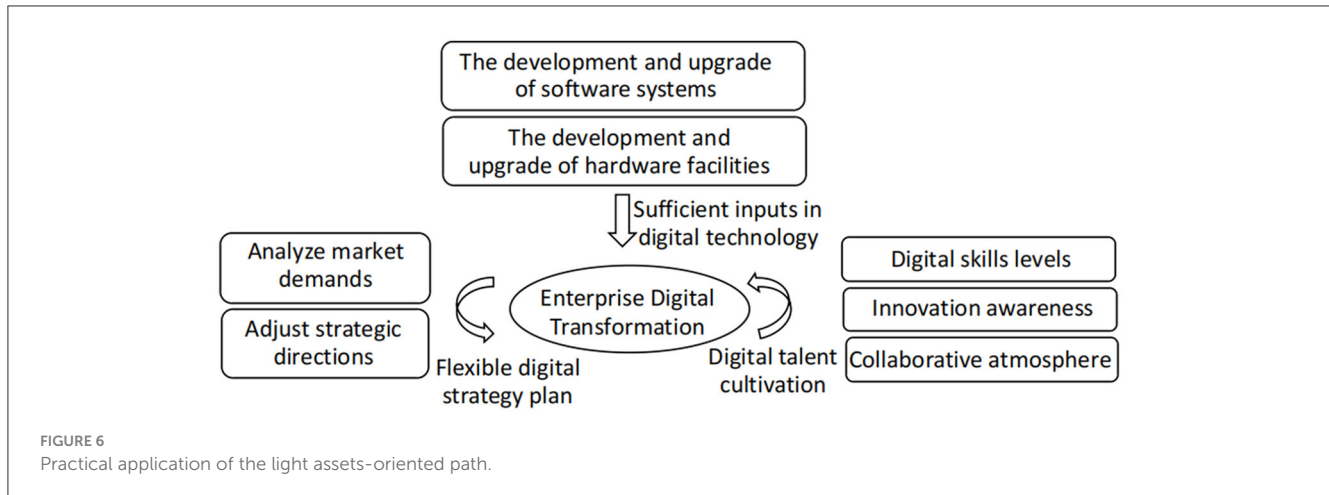 The development and upgrade
of software systems
The development and
upgrade of hardware facilities
Sufficient inputs in
digital technology
Analyze market
demands
Adjust strategic
directions
Flexible digital
strategy plan
Enterprise Digital
Transformation
Digital talent
cultivation
Digital skills levels
Innovation awareness
Collaborative atmosphere
FIGURE 6
Practical application of the light assets-oriented path.